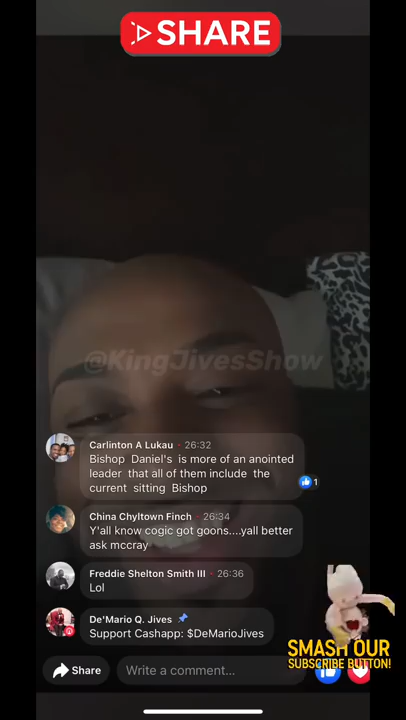 SHARE
@KingJivesShow
Carlinton A Lukau • 26:32
Bishop Daniel's is more of an anointed
leader that all of them include the
current sitting Bishop
1
China Chyltown Finch • 26:34
Y'all know cogic got goons....yall better
ask mccray
Freddie Shelton Smith III • 26:36
Lol
De'Mario Q. Jives
Support Cashapp: $DeMarioJives
SMASH OUR
SUBSCRIBE BUTTON!
Share
Write a comment...